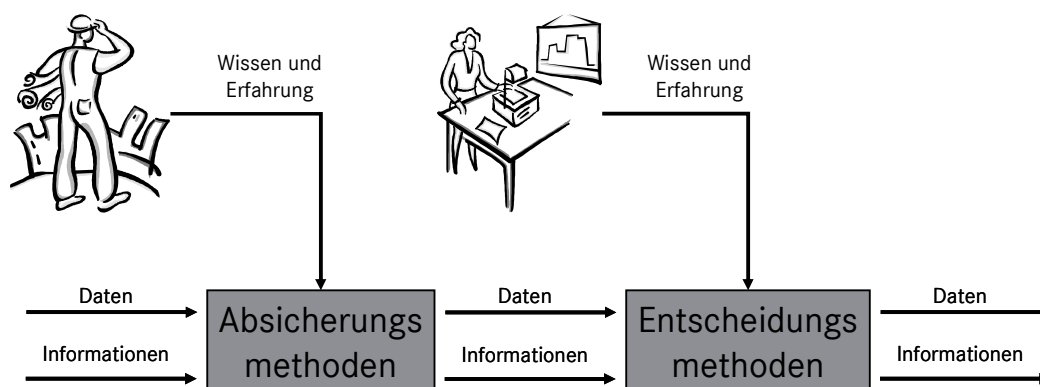 Wissen und
Erfahrung
Wissen und
Erfahrung
Daten
Informationen
Absicherungs
methoden
Daten
Informationen
Entscheidungs
methoden
Daten
Informationen